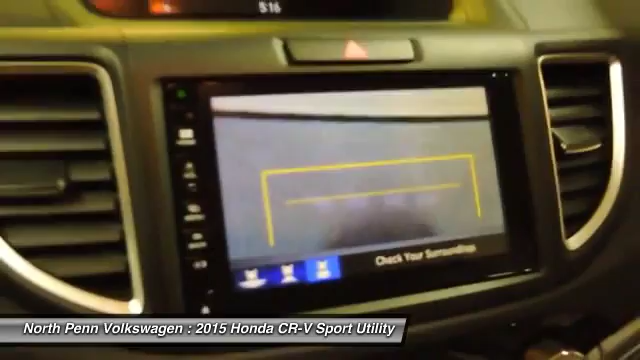 5:16
Check Your Surroundings
North Penn Volkswagen : 2015 Honda CR-V Sport Utility